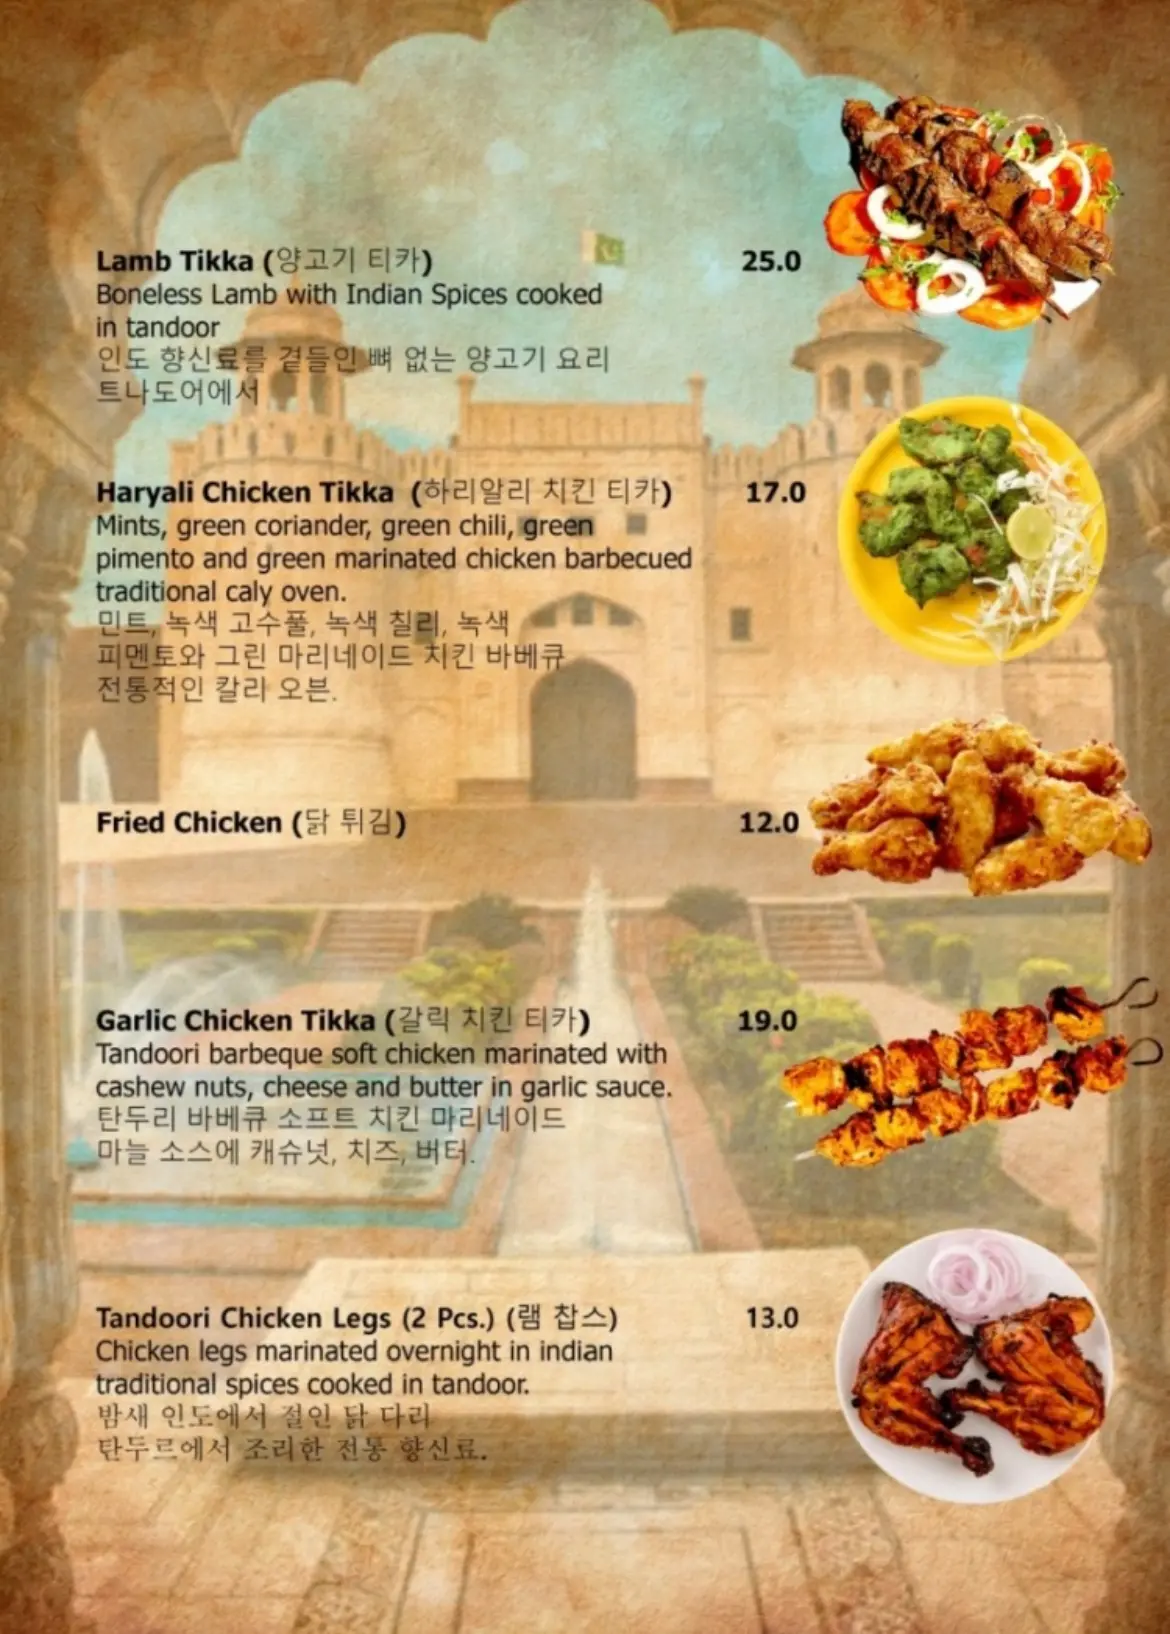 Lamb Tikka (양고기 티카) 25.0
Boneless Lamb with Indian Spices cooked
in tandoor
인도 향신료를 곁들인 뼈 없는 양고기 요리
트나도어에서
Haryali Chicken Tikka (하리알리 치킨 티카) 17.0
Mints, green coriander, green chili, green
pimento and green marinated chicken barbecued
traditional caly oven.
민트, 녹색 고수풀, 녹색 칠리, 녹색
피멘토와 그린 마리네이드 치킨 바베큐
전통적인 칼라 오븐.
Fried Chicken (닭 튀김) 12.0
Garlic Chicken Tikka (갈릭 치킨 티카) 19.0
Tandoori barbeque soft chicken marinated with
cashew nuts, cheese and butter in garlic sauce.
탄두리 바베큐 소프트 치킨 마리네이드
마늘 소스에 캐슈넛, 치즈, 버터.
Tandoori Chicken Legs (2 Pcs.) (램 찹스) 13.0
Chicken legs marinated overnight in indian
traditional spices cooked in tandoor.
밤새 인도에서 절인 닭 다리
탄두르에서 조리한 전통 향신료.